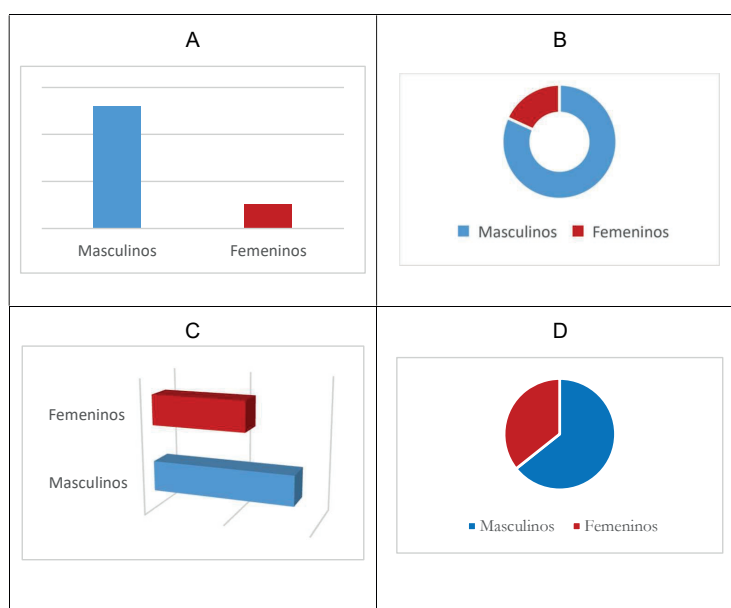 A
Masculinos
Femeninos
B
Masculinos Femeninos
C
Femeninos
Masculinos
D
Masculinos Femeninos